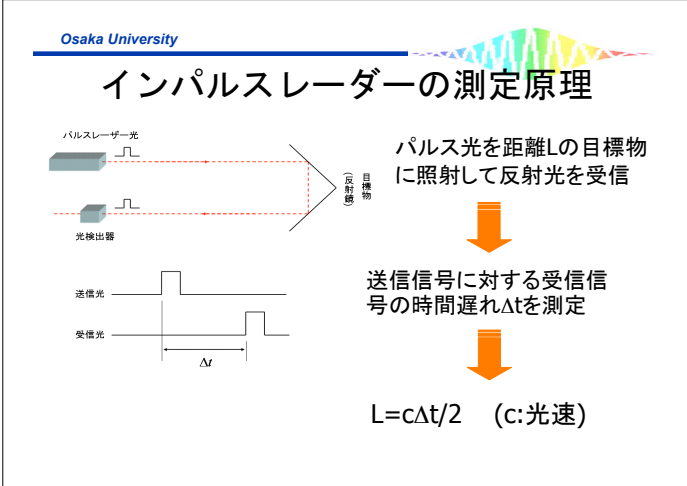 Osaka University
インパルスレーダーの測定原理
パルスレーザー光
目標物
(反射鏡)
光検出器
送信光
受信光
Δt
パルス光を距離Lの目標物
に照射して反射光を受信
送信信号に対する受信信
号の時間遅れΔtを測定
L=cΔt/2 (c:光速)